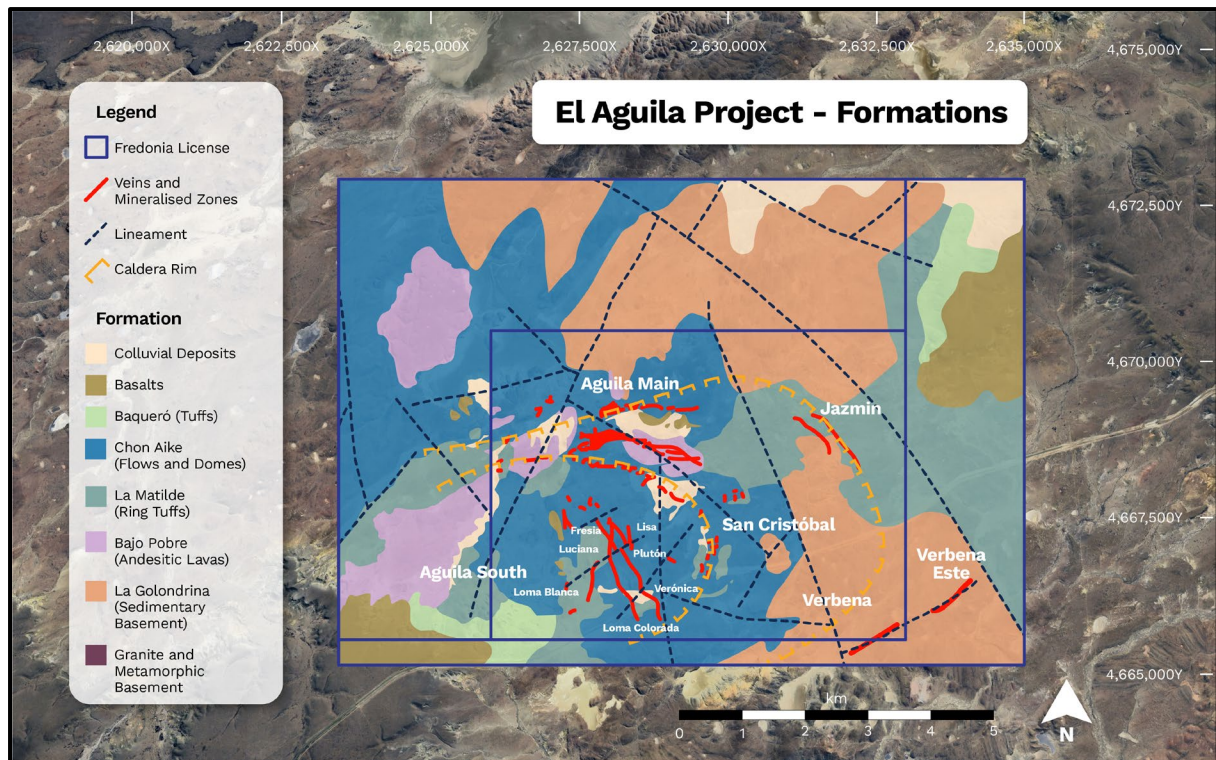 2,620,000X
2,622,500X
2,625,000X
2,627,500X
2,630,000X
2,632,500X
2,635,000X
4,675,000Y
El Aguila Project - Formations
Legend
Fredonia License
Veins and
Mineralised Zones
Lineament
Caldera Rim
Formation
Colluvial Deposits
Basalts
Baqueró (Tuffs)
Chon Aike
(Flows and Domes)
La Matilde
(Ring Tuffs)
Bajo Pobre
(Andesitic Lavas)
La Golondrina
(Sedimentary
Basement)
Granite and
Metamorphic
Basement
4,672,500Y
4,670,000Y
4,667,500Y
4,665,000Y
Aguila Main
Jazmin
San Cristóbal
Fresia
Lisa
Luciana
Plutón
Aguila South
Loma Blanca
Verónica
Loma Colorada
Verbena
Verbena
Este
km
0 1 2 3 4 5
N